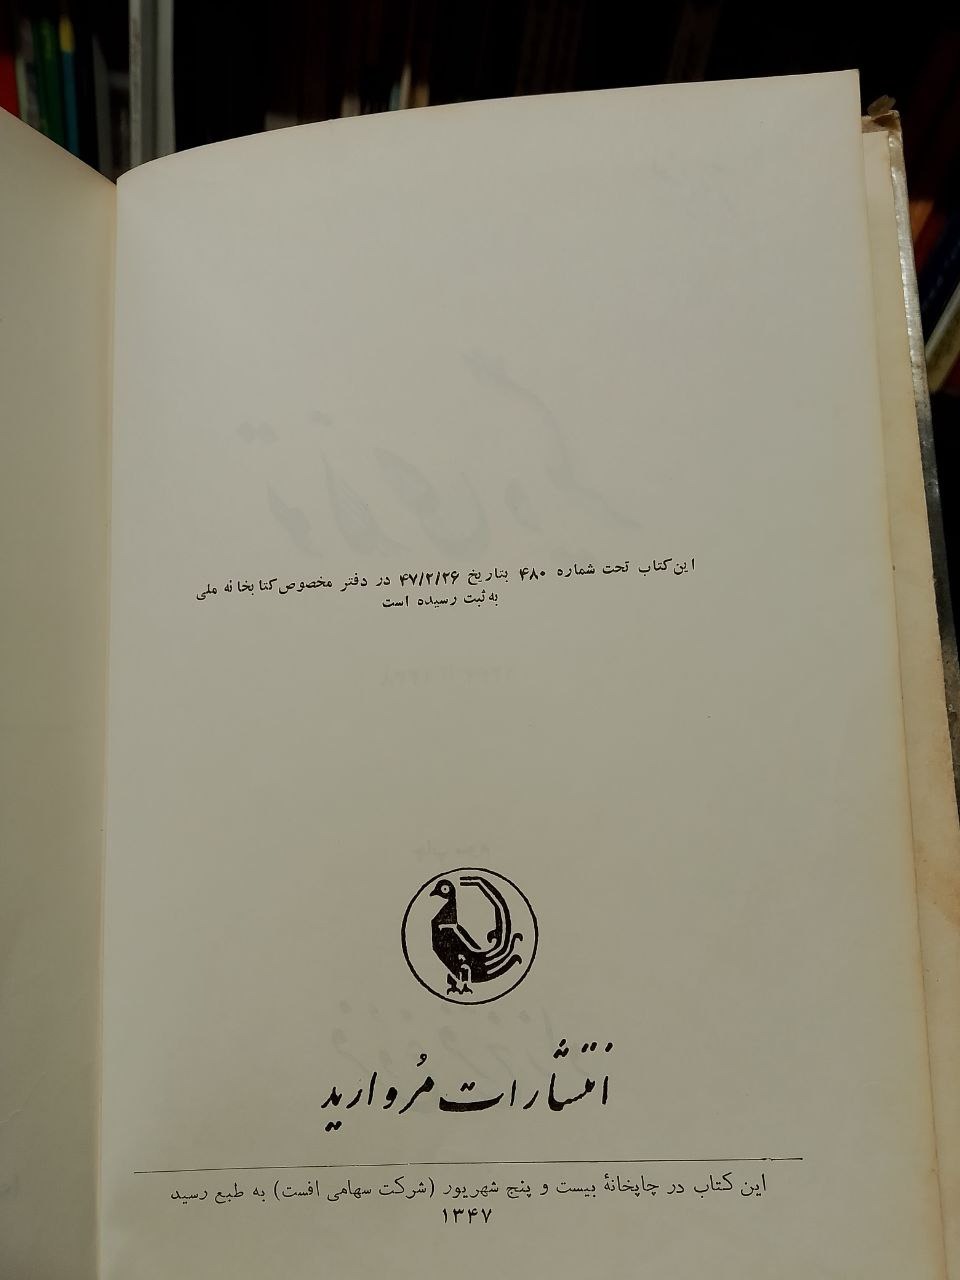 این کتاب تحت شماره ۴۸۰ بتاریخ ۴۷/۲/۲۶ در دفتر مخصوص کتابخانه ملی
به ثبت رسیده است
انتشارات مُروارید
این کتاب در چاپخانهٔ بیست و پنج شهریور (شرکت سهامی افست) به طبع رسید
۱۳۴۷